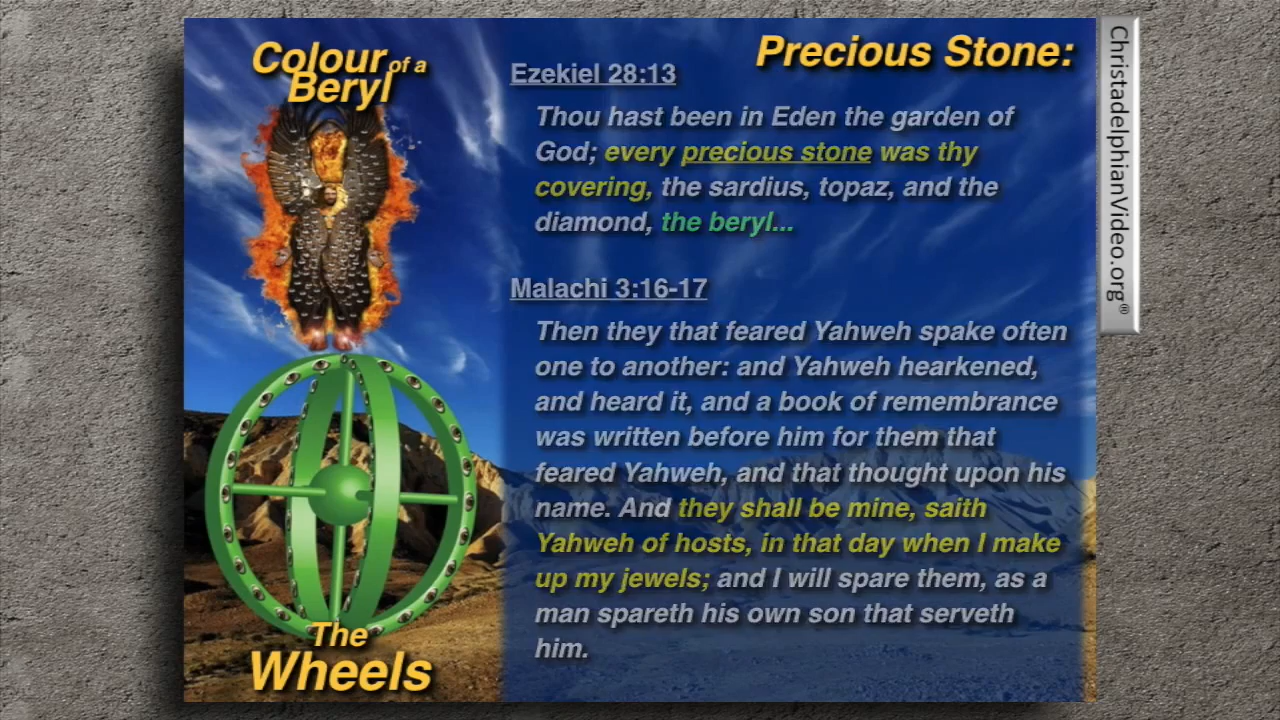 Colour of a
Beryl
The
Wheels
Precious Stone:
Ezekiel 28:13
Thou hast been in Eden the garden of
God; every precious stone was thy
covering, the sardius, topaz, and the
diamond, the beryl...
Malachi 3:16-17
Then they that feared Yahweh spake often
one to another: and Yahweh hearkened,
and heard it, and a book of remembrance
was written before him for them that
feared Yahweh, and that thought upon his
name. And they shall be mine, saith
Yahweh of hosts, in that day when I make
up my jewels; and I will spare them, as a
man spareth his own son that serveth
him.
ChristadelphianVideo.org®